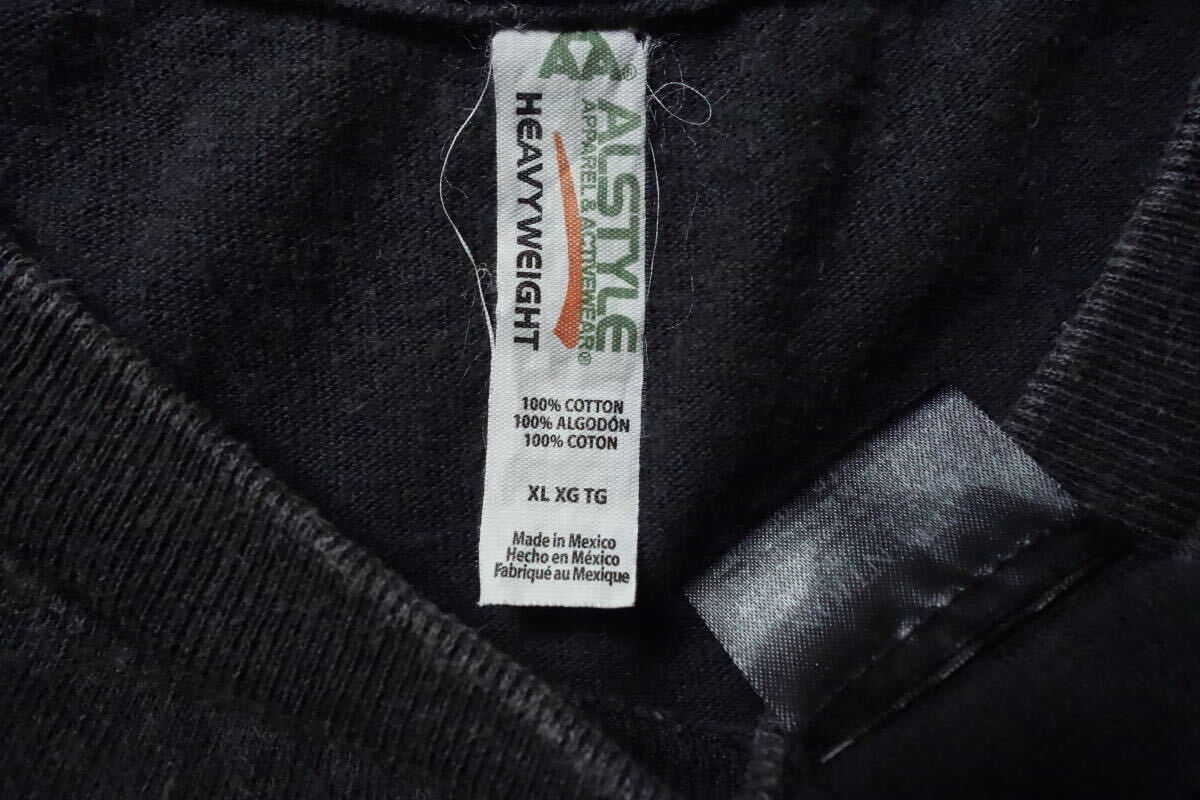 ALSTYLE®
APPAREL & ACTIVEWEAR®
HEAVYWEIGHT
100% COTTON
100% ALGODÓN
100% COTON
XL XG TG
Made in Mexico
Hecho en México
Fabriqué au Mexique